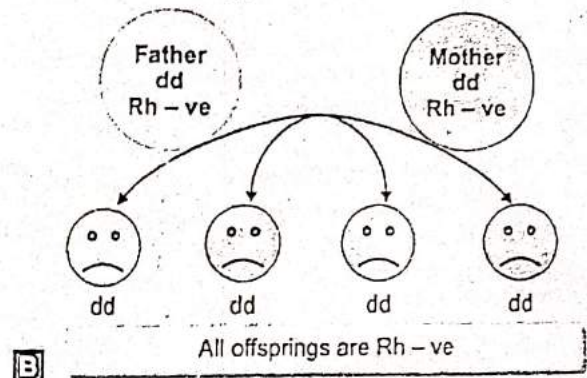 Father
dd
Rh – ve
Mother
dd
Rh – ve
dd
dd
dd
dd
B
All offsprings are Rh – ve